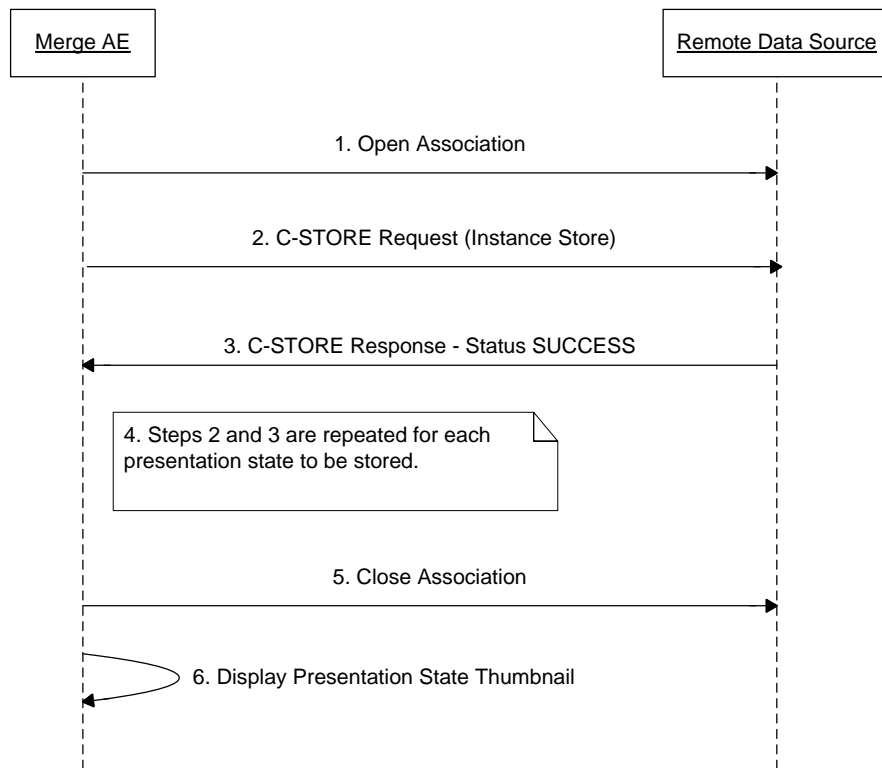 Merge AE
Remote Data Source
1. Open Association
2. C-STORE Request (Instance Store)
3. C-STORE Response - Status SUCCESS
4. Steps 2 and 3 are repeated for each
presentation state to be stored.
5. Close Association
6. Display Presentation State Thumbnail